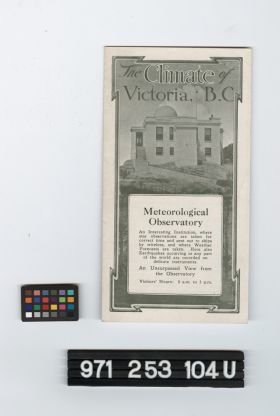 The Climate of
Victoria, B.C.
Meteorological
Observatory
An Interesting Institution, where
star observations are taken for
correct time and sent out to ships
by wireless, and where Weather
Forecasts are taken. Here also
Earthquakes occurring in any part
of the world are recorded on
delicate instruments.
An Unsurpassed View from
the Observatory
Visitors' Hours: 9 a.m. to 5 p.m.
971 253 104U